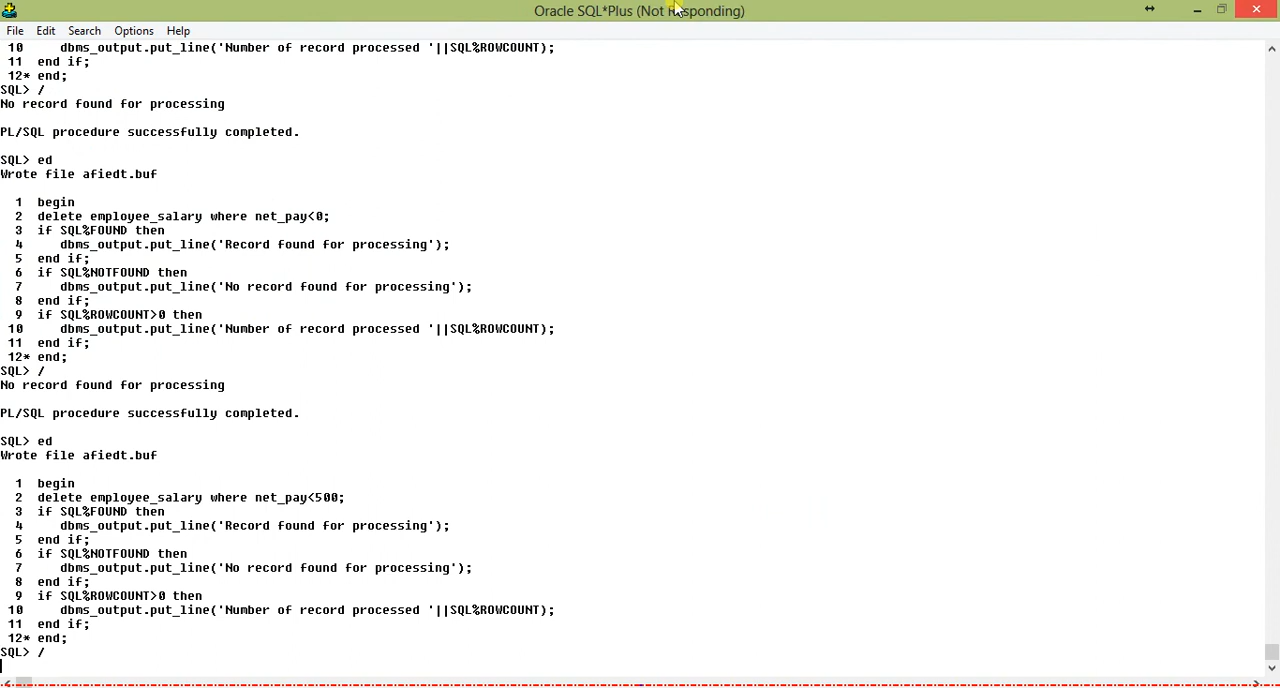 Oracle SQL*Plus (Not Responding)
File Edit Search Help
10 dbms_output.put_line('Number of record processed '||SQL%ROWCOUNT);
11 end if;
12* end;
SQL> /
No record found for processing
PL/SQL procedure successfully completed.
SQL> ed
Wrote file afiedt.buf
1 begin
2 delete employee_salary where net_pay<0;
3 if SQL%FOUND then
4 dbms_output.put_line('Record found for processing');
5 end if;
6 if SQL%NOTFOUND then
7 dbms_output.put_line('No record found for processing');
8 end if;
9 if SQL%ROWCOUNT>0 then
10 dbms_output.put_line('Number of record processed '||SQL%ROWCOUNT);
11 end if;
12* end;
SQL> /
No record found for processing
PL/SQL procedure successfully completed.
SQL> ed
Wrote file afiedt.buf
1 begin
2 delete employee_salary where net_pay<500;
3 if SQL%FOUND then
4 dbms_output.put_line('Record found for processing');
5 end if;
6 if SQL%NOTFOUND then
7 dbms_output.put_line('No record found for processing');
8 end if;
9 if SQL%ROWCOUNT>0 then
10 dbms_output.put_line('Number of record processed '||SQL%ROWCOUNT);
11 end if;
12* end;
SQL> /